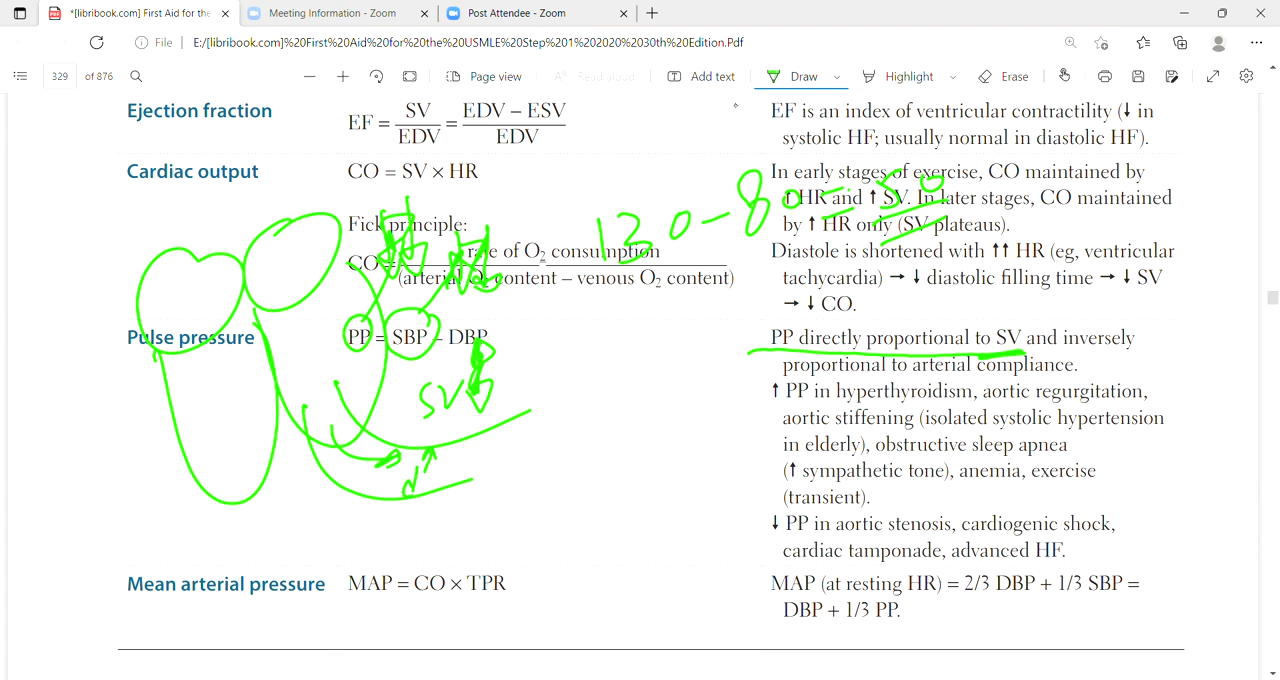 *[libribook.com] First Aid for the
Meeting Information - Zoom
Post Attendee - Zoom
File
E:/[libribook.com]%20First%20Aid%20for%20the%20USMLE%20Step%201%202020%2030th%20Edition.Pdf
329 of 876
Page view
Read aloud
Add text
Draw
Highlight
Erase
Ejection fraction
EF = SV / EDV = EDV – ESV / EDV
EF is an index of ventricular contractility (↓ in
systolic HF; usually normal in diastolic HF).
Cardiac output
CO = SV × HR
Fick principle:
CO = rate of O₂ consumption
(arterial O₂ content – venous O₂ content)
In early stages of exercise, CO maintained by
↑ HR and ↑ SV. In later stages, CO maintained
by ↑ HR only (SV plateaus).
Diastole is shortened with ↑↑ HR (eg, ventricular
tachycardia) → ↓ diastolic filling time → ↓ SV
→ ↓ CO.
130 - 80 = 50
Pulse pressure
PP = SBP – DBP
SV
PP directly proportional to SV and inversely
proportional to arterial compliance.
↑ PP in hyperthyroidism, aortic regurgitation,
aortic stiffening (isolated systolic hypertension
in elderly), obstructive sleep apnea
(↑ sympathetic tone), anemia, exercise
(transient).
↓ PP in aortic stenosis, cardiogenic shock,
cardiac tamponade, advanced HF.
Mean arterial pressure
MAP = CO × TPR
MAP (at resting HR) = 2/3 DBP + 1/3 SBP =
DBP + 1/3 PP.